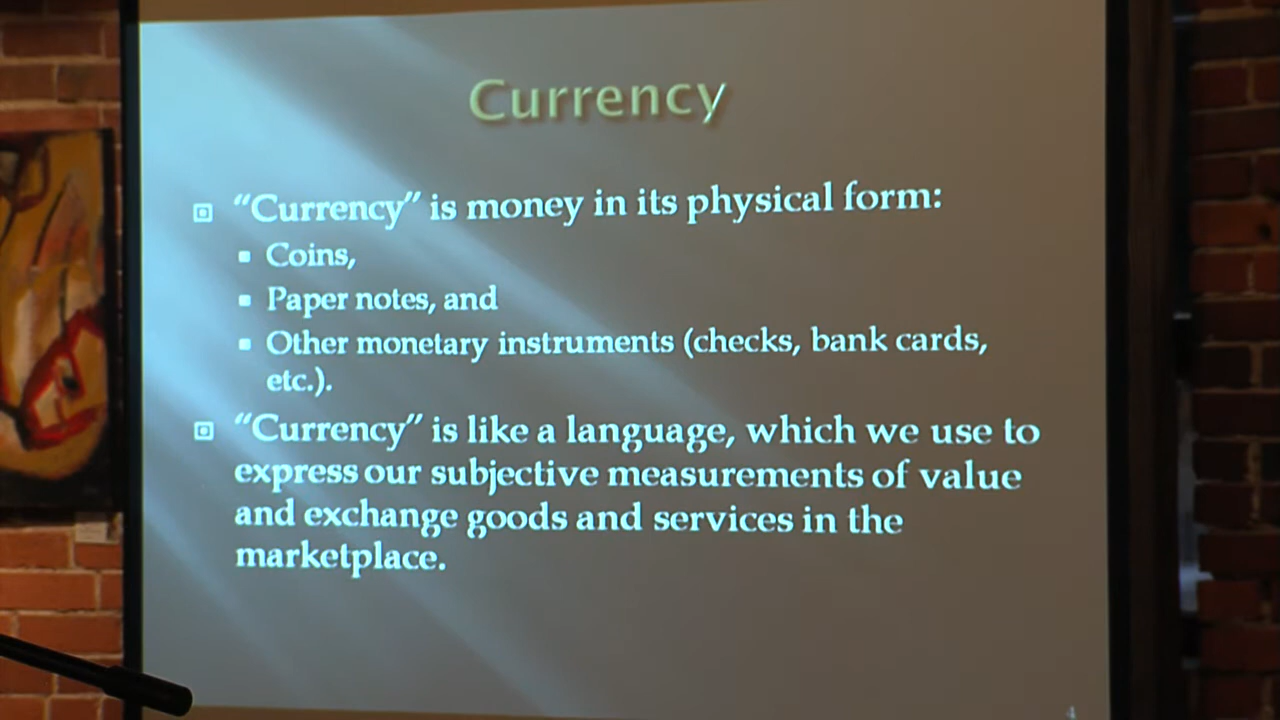 Currency
“Currency” is money in its physical form:
Coins,
Paper notes, and
Other monetary instruments (checks, bank cards,
etc.).
“Currency” is like a language, which we use to
express our subjective measurements of value
and exchange goods and services in the
marketplace.
4